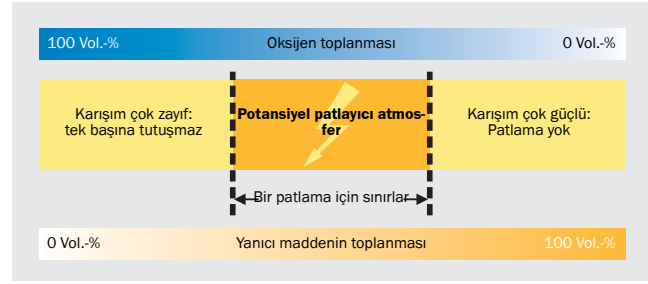 100 Vol.-% Oksijen toplanması 0 Vol.-%
Karışım çok zayıf:
tek başına tutuşmaz
Potansiyel patlayıcı atmos-
fer
Karışım çok güçlü:
Patlama yok
Bir patlama için sınırlar
0 Vol.-% Yanıcı maddenin toplanması 100 Vol.-%